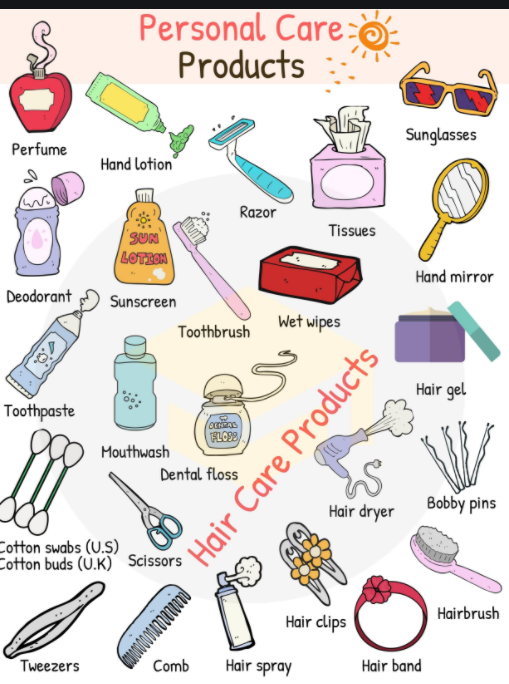 Personal Care
Products
Perfume
Hand lotion
Razor
Tissues
Sunglasses
Deodorant
SUN
LOTION
Sunscreen
Toothbrush
Wet wipes
Hand mirror
Toothpaste
Mouthwash
DENTAL
FLOSS
Dental floss
Hair Care Products
Hair gel
Hair dryer
Bobby pins
Cotton swabs (U.S)
Cotton buds (U.K)
Scissors
Hair clips
Hairbrush
Tweezers
Comb
Hair spray
Hair band